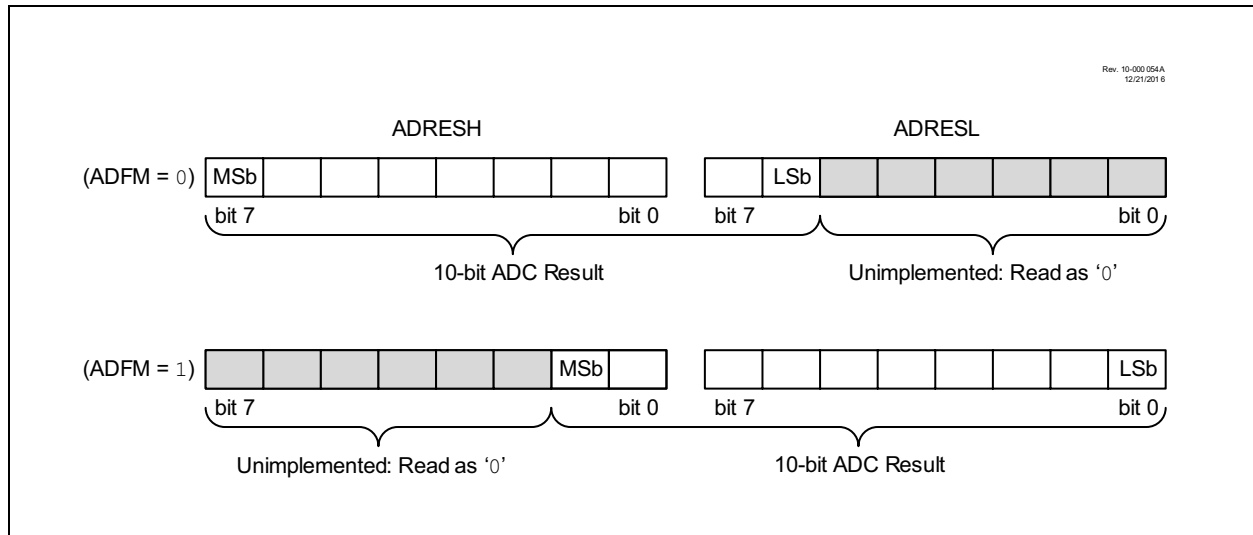 Rev. 10-000 054A
12/21/201 6
ADRESH ADRESL
(ADFM = 0) MSb LSb
bit 7 bit 0 bit 7 bit 0
10-bit ADC Result Unimplemented: Read as ‘0’
(ADFM = 1) MSb LSb
bit 7 bit 0 bit 7 bit 0
Unimplemented: Read as ‘0’ 10-bit ADC Result